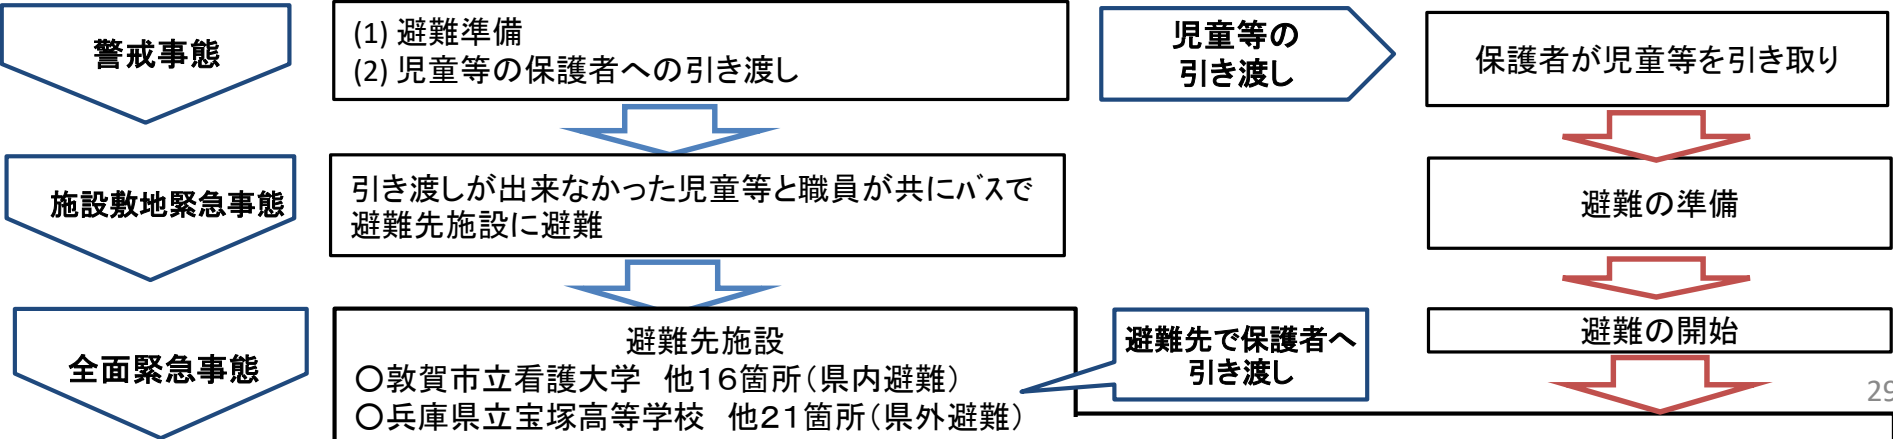 警戒事態
(1) 避難準備
(2) 児童等の保護者への引き渡し
児童等の
引き渡し
保護者が児童等を引き取り
施設敷地緊急事態
引き渡しが出来なかった児童等と職員が共にバスで
避難先施設に避難
避難の準備
全面緊急事態
避難先施設
○敦賀市立看護大学 他16箇所(県内避難)
○兵庫県立宝塚高等学校 他21箇所(県外避難)
避難先で保護者へ
引き渡し
避難の開始
29